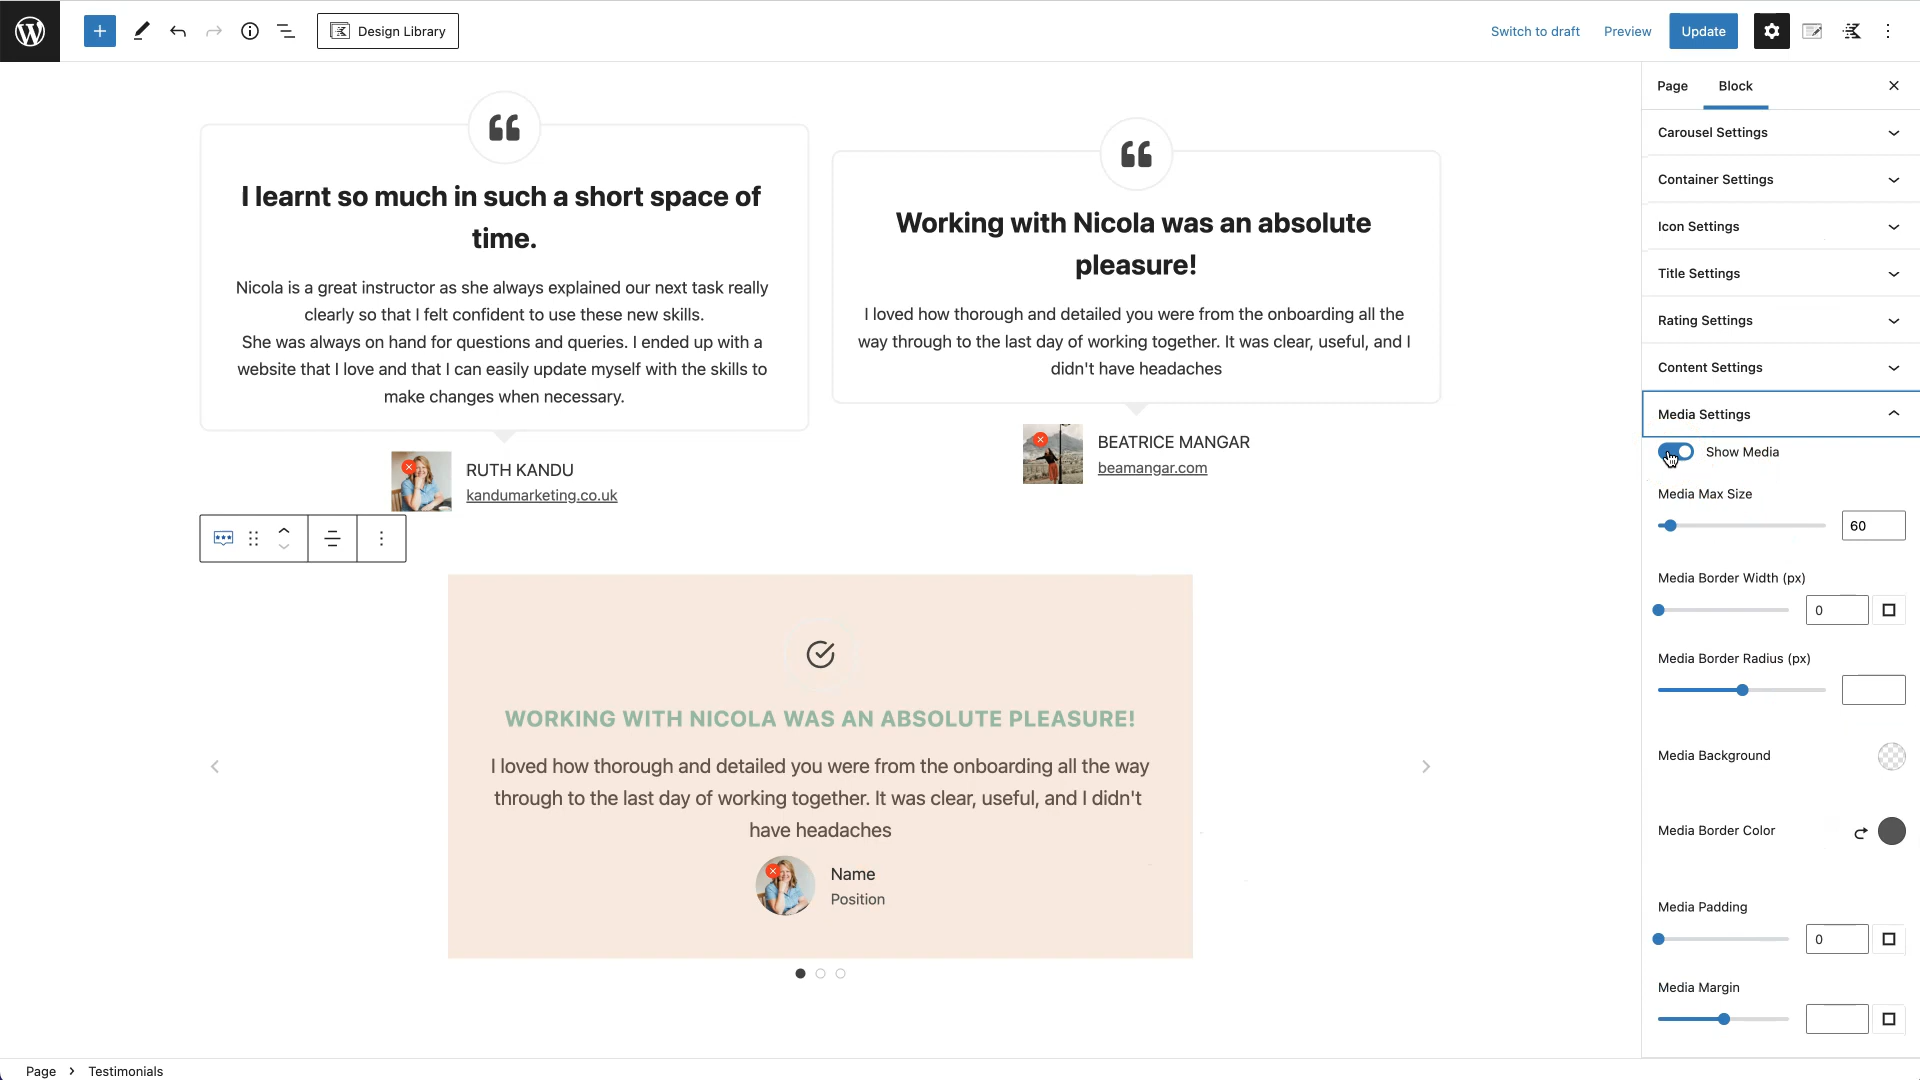 Design Library
Switch to draft
Preview
Update
Page
Block
I learnt so much in such a short space of
time.
Nicola is a great instructor as she always explained our next task really
clearly so that I felt confident to use these new skills.
She was always on hand for questions and queries. I ended up with a
website that I love and that I can easily update myself with the skills to
make changes when necessary.
RUTH KANDU
kandumarketing.co.uk
Working with Nicola was an absolute
pleasure!
I loved how thorough and detailed you were from the onboarding all the
way through to the last day of working together. It was clear, useful, and I
didn't have headaches
BEATRICE MANGAR
beamangar.com
WORKING WITH NICOLA WAS AN ABSOLUTE PLEASURE!
I loved how thorough and detailed you were from the onboarding all the way
through to the last day of working together. It was clear, useful, and I didn't
have headaches
Name
Position
Carousel Settings
Container Settings
Icon Settings
Title Settings
Rating Settings
Content Settings
Media Settings
Show Media
Media Max Size
60
Media Border Width (px)
0
Media Border Radius (px)
Media Background
Media Border Color
Media Padding
0
Media Margin
Page > Testimonials